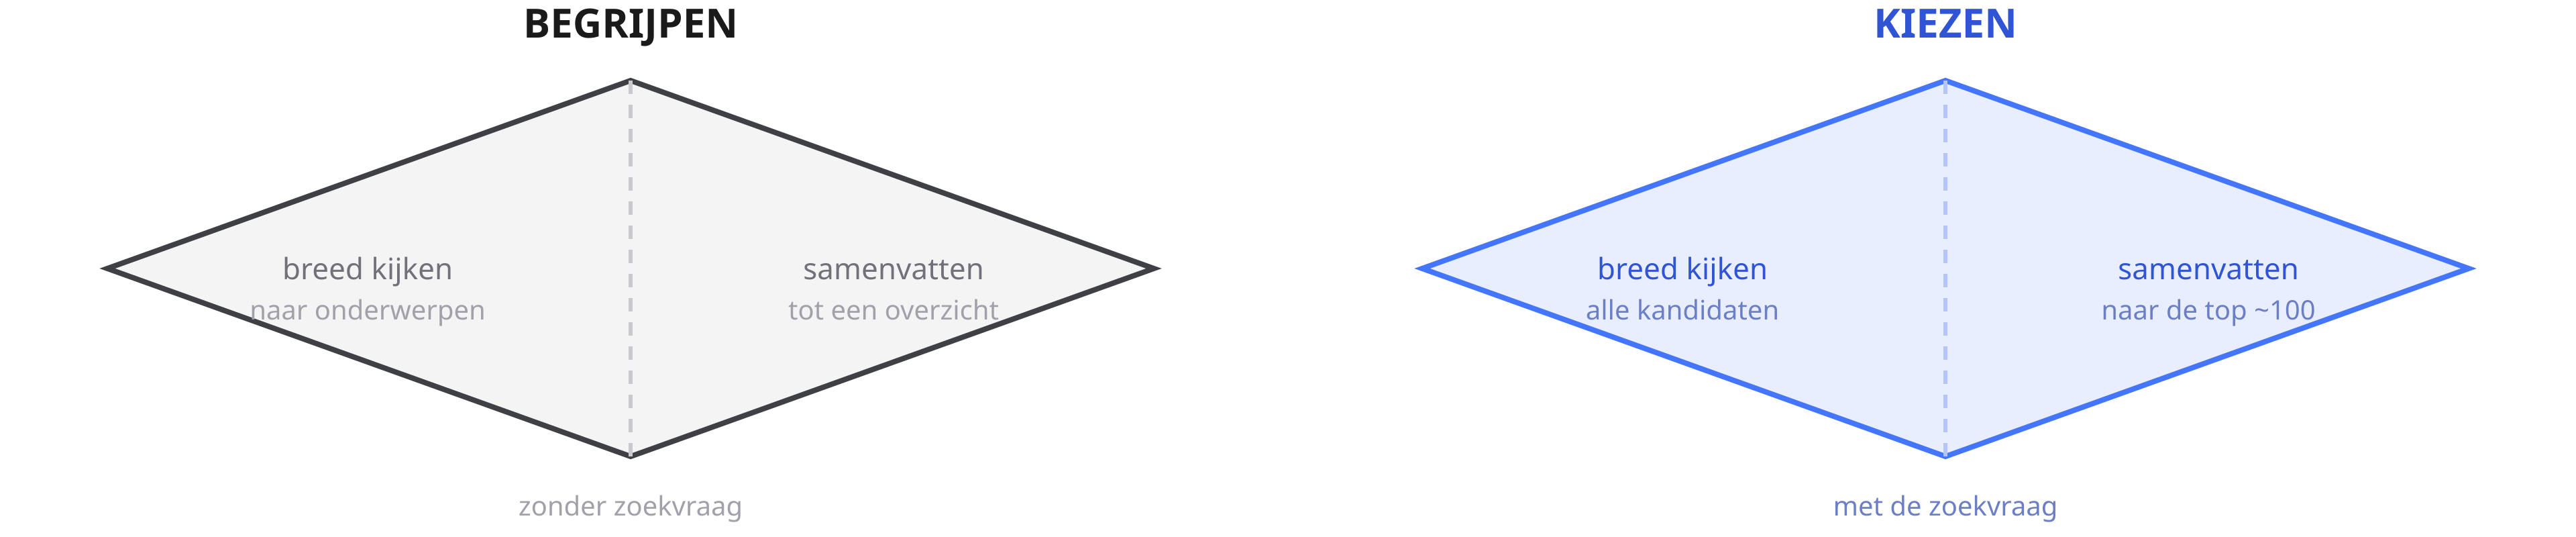 BEGRIJPEN
breed kijken
naar onderwerpen
samenvatten
tot een overzicht
zonder zoekvraag
KIEZEN
breed kijken
alle kandidaten
samenvatten
naar de top ~100
met de zoekvraag